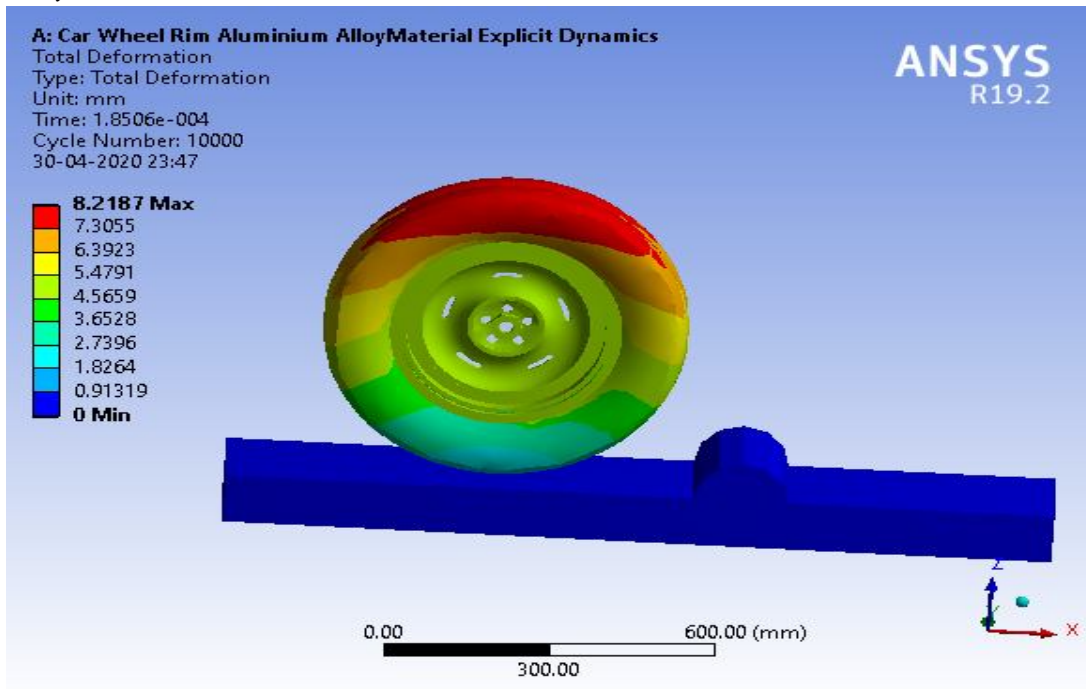 A: Car Wheel Rim Aluminium AlloyMaterial Explicit Dynamics
Total Deformation
Type: Total Deformation
Unit: mm
Time: 1.8506e-004
Cycle Number: 10000
30-04-2020 23:47
ANSYS
R19.2
8.2187 Max
7.3055
6.3923
5.4791
4.5659
3.6528
2.7396
1.8264
0.91319
0 Min
Z
X
0.00 600.00 (mm)
300.00